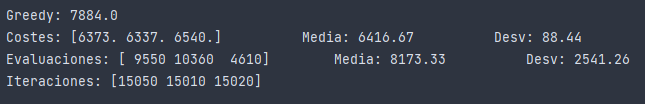 Greedy: 7884.0
Costes: [6373. 6337. 6540.] Media: 6416.67 Desv: 88.44
Evaluaciones: [ 9550 10360  4610] Media: 8173.33 Desv: 2541.26
Iteraciones: [15050 15010 15020]